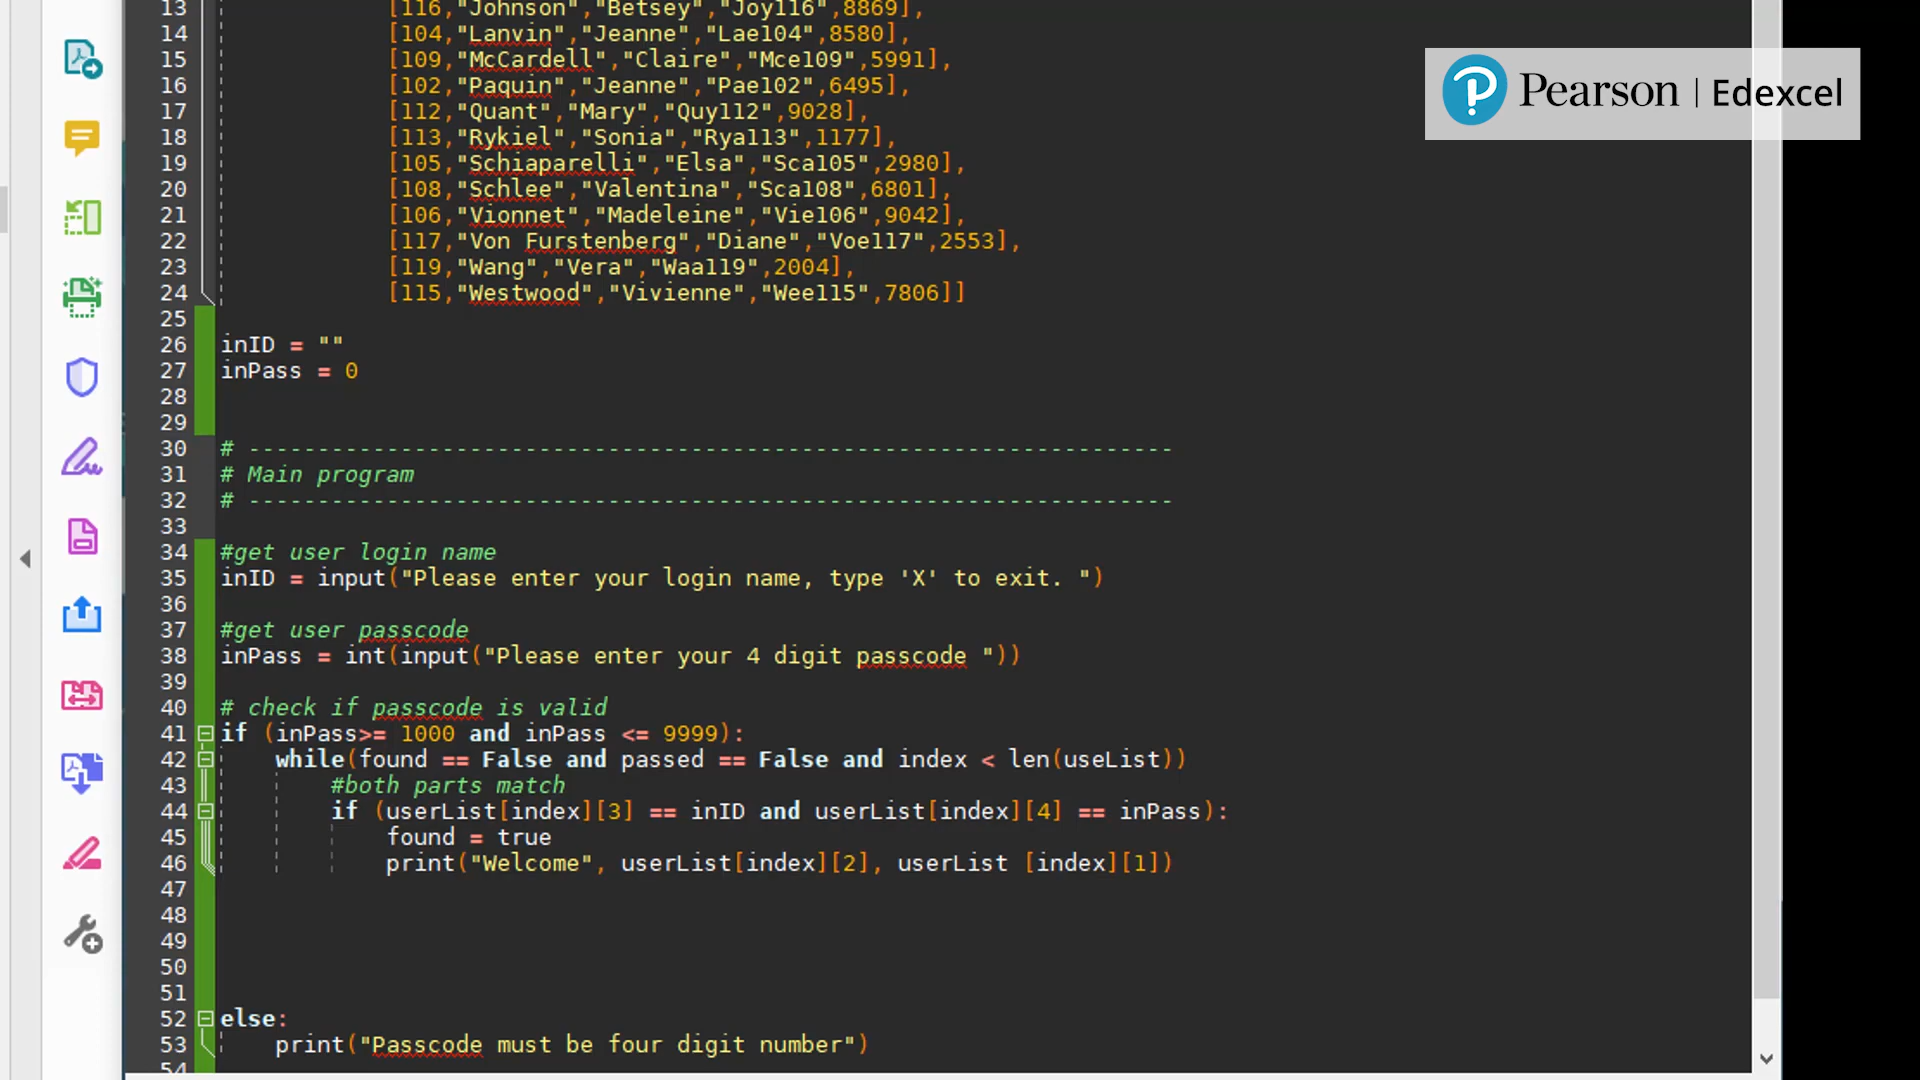 13 [116,"Johnson","Betsey","Joy116",8869],
14 [104,"Lanvin","Jeanne","Lae104",8580],
15 [109,"McCardell","Claire","Mce109",5991],
16 [102,"Paquin","Jeanne","Pae102",6495],
17 [112,"Quant","Mary","Quy112",9028],
18 [113,"Rykiel","Sonia","Rya113",1177],
19 [105,"Schiaparelli","Elsa","Sca105",2980],
20 [108,"Schlee","Valentina","Sca108",6801],
21 [106,"Vionnet","Madeleine","Vie106",9042],
22 [117,"Von Furstenberg","Diane","Voe117",2553],
23 [119,"Wang","Vera","Waa119",2004],
24 [115,"Westwood","Vivienne","Wee115",7806]]
25
26 inID = ""
27 inPass = 0
28
29
30 # -------------------------------------------------------------------
31 # Main program
32 # -------------------------------------------------------------------
33
34 #get user login name
35 inID = input("Please enter your login name, type 'X' to exit. ")
36
37 #get user passcode
38 inPass = int(input("Please enter your 4 digit passcode "))
39
40 # check if passcode is valid
41 if (inPass>= 1000 and inPass <= 9999):
42 while(found == False and passed == False and index < len(useList))
43 #both parts match
44 if (userList[index][3] == inID and userList[index][4] == inPass):
45 found = true
46 print("Welcome", userList[index][2], userList [index][1])
47
48
49
50
51
52 else:
53 print("Passcode must be four digit number")
54
Pearson | Edexcel